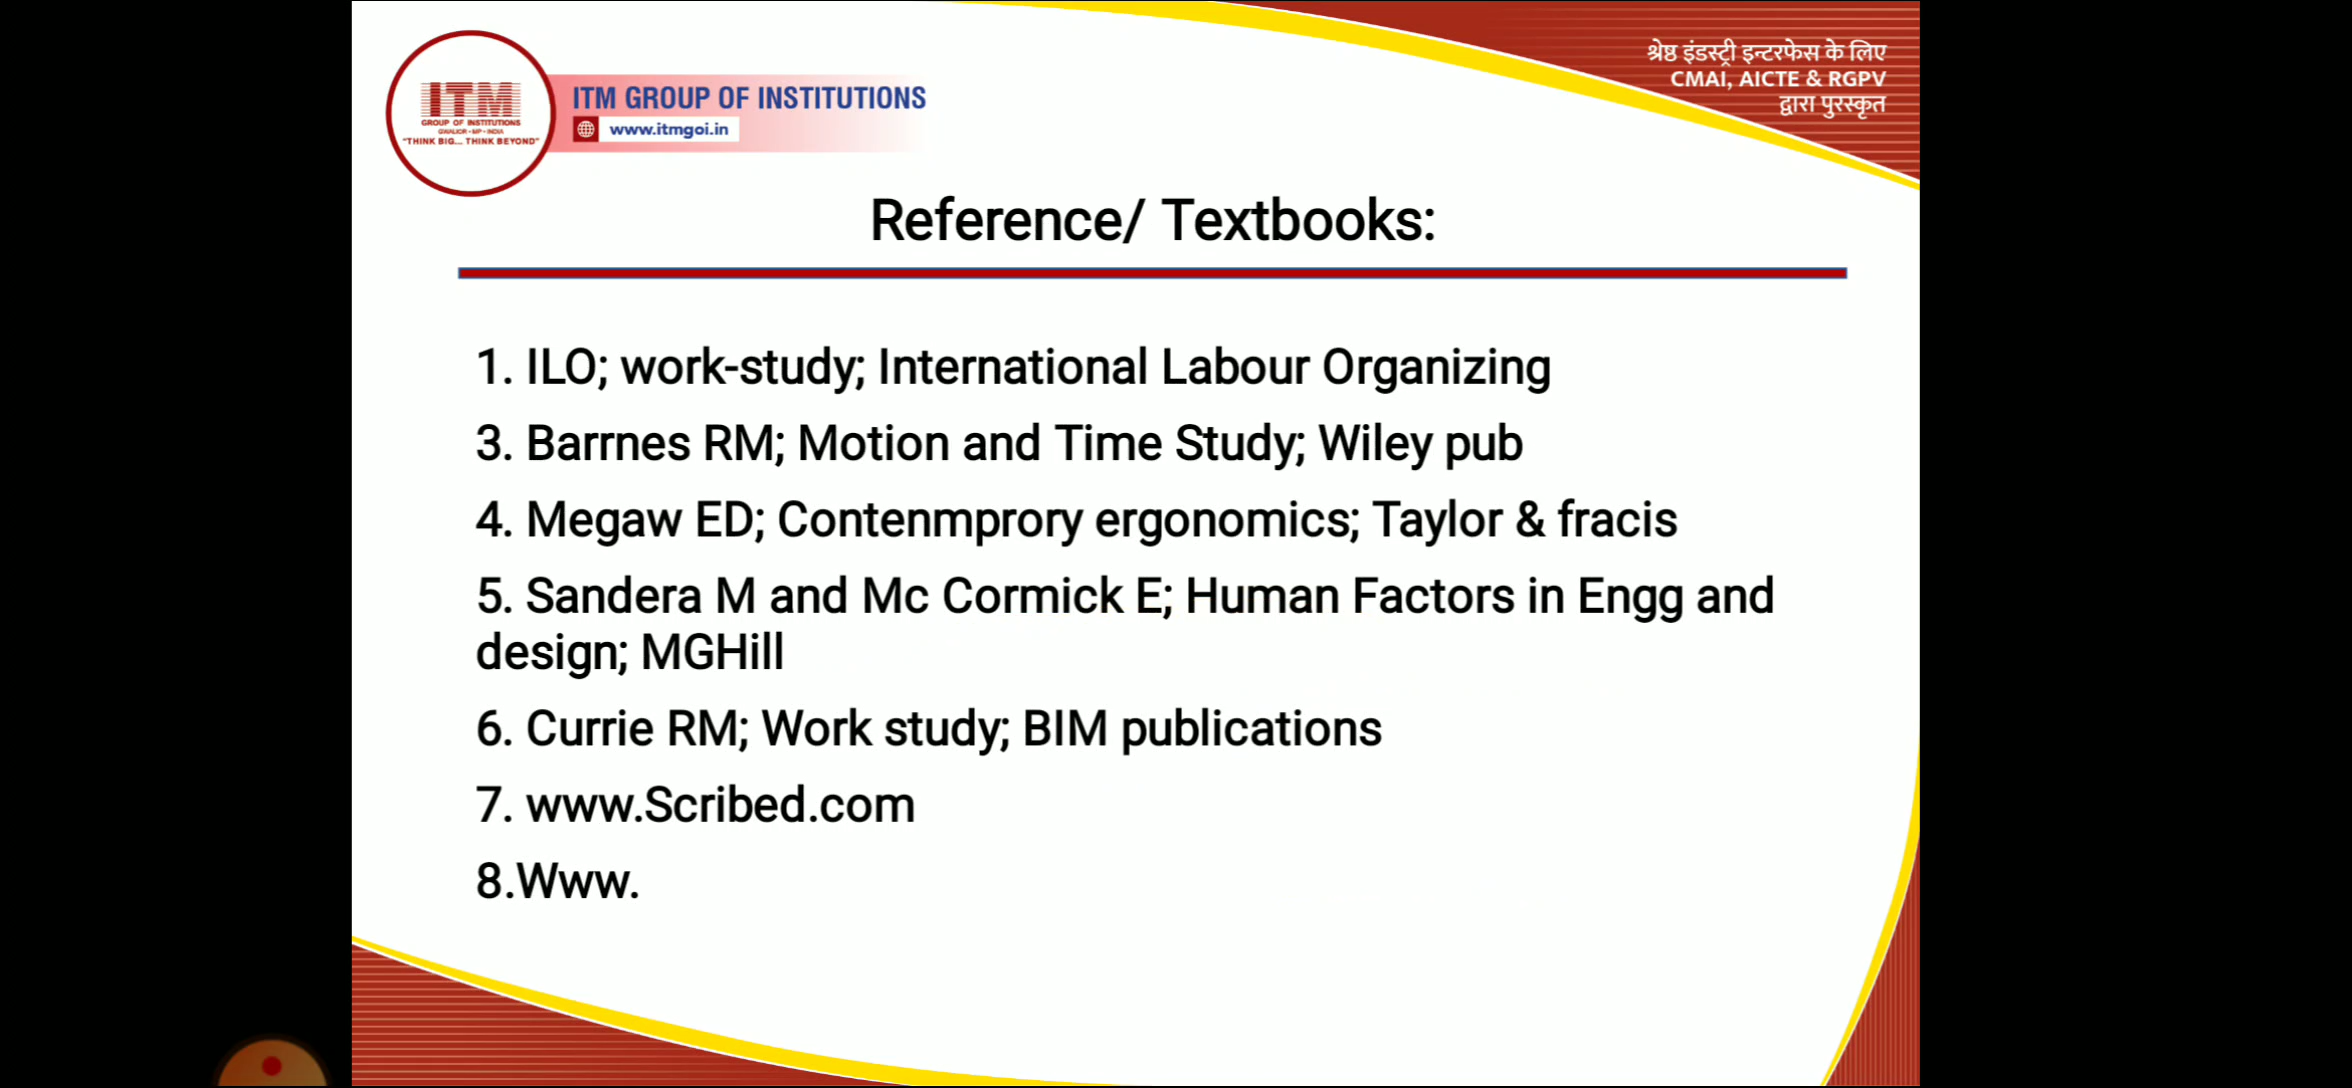 ITM
GROUP OF INSTITUTIONS
GWALIOR - MP - INDIA
"THINK BIG... THINK BEYOND"
ITM GROUP OF INSTITUTIONS
www.itmgoi.in
श्रेष्ठ इंडस्ट्री इन्टरफेस के लिए
CMAI, AICTE & RGPV
द्वारा पुरस्कृत
Reference/ Textbooks:
1. ILO; work-study; International Labour Organizing
3. Barrnes RM; Motion and Time Study; Wiley pub
4. Megaw ED; Contenmprory ergonomics; Taylor & fracis
5. Sandera M and Mc Cormick E; Human Factors in Engg and
design; MGHill
6. Currie RM; Work study; BIM publications
7. www.Scribed.com
8.Www.